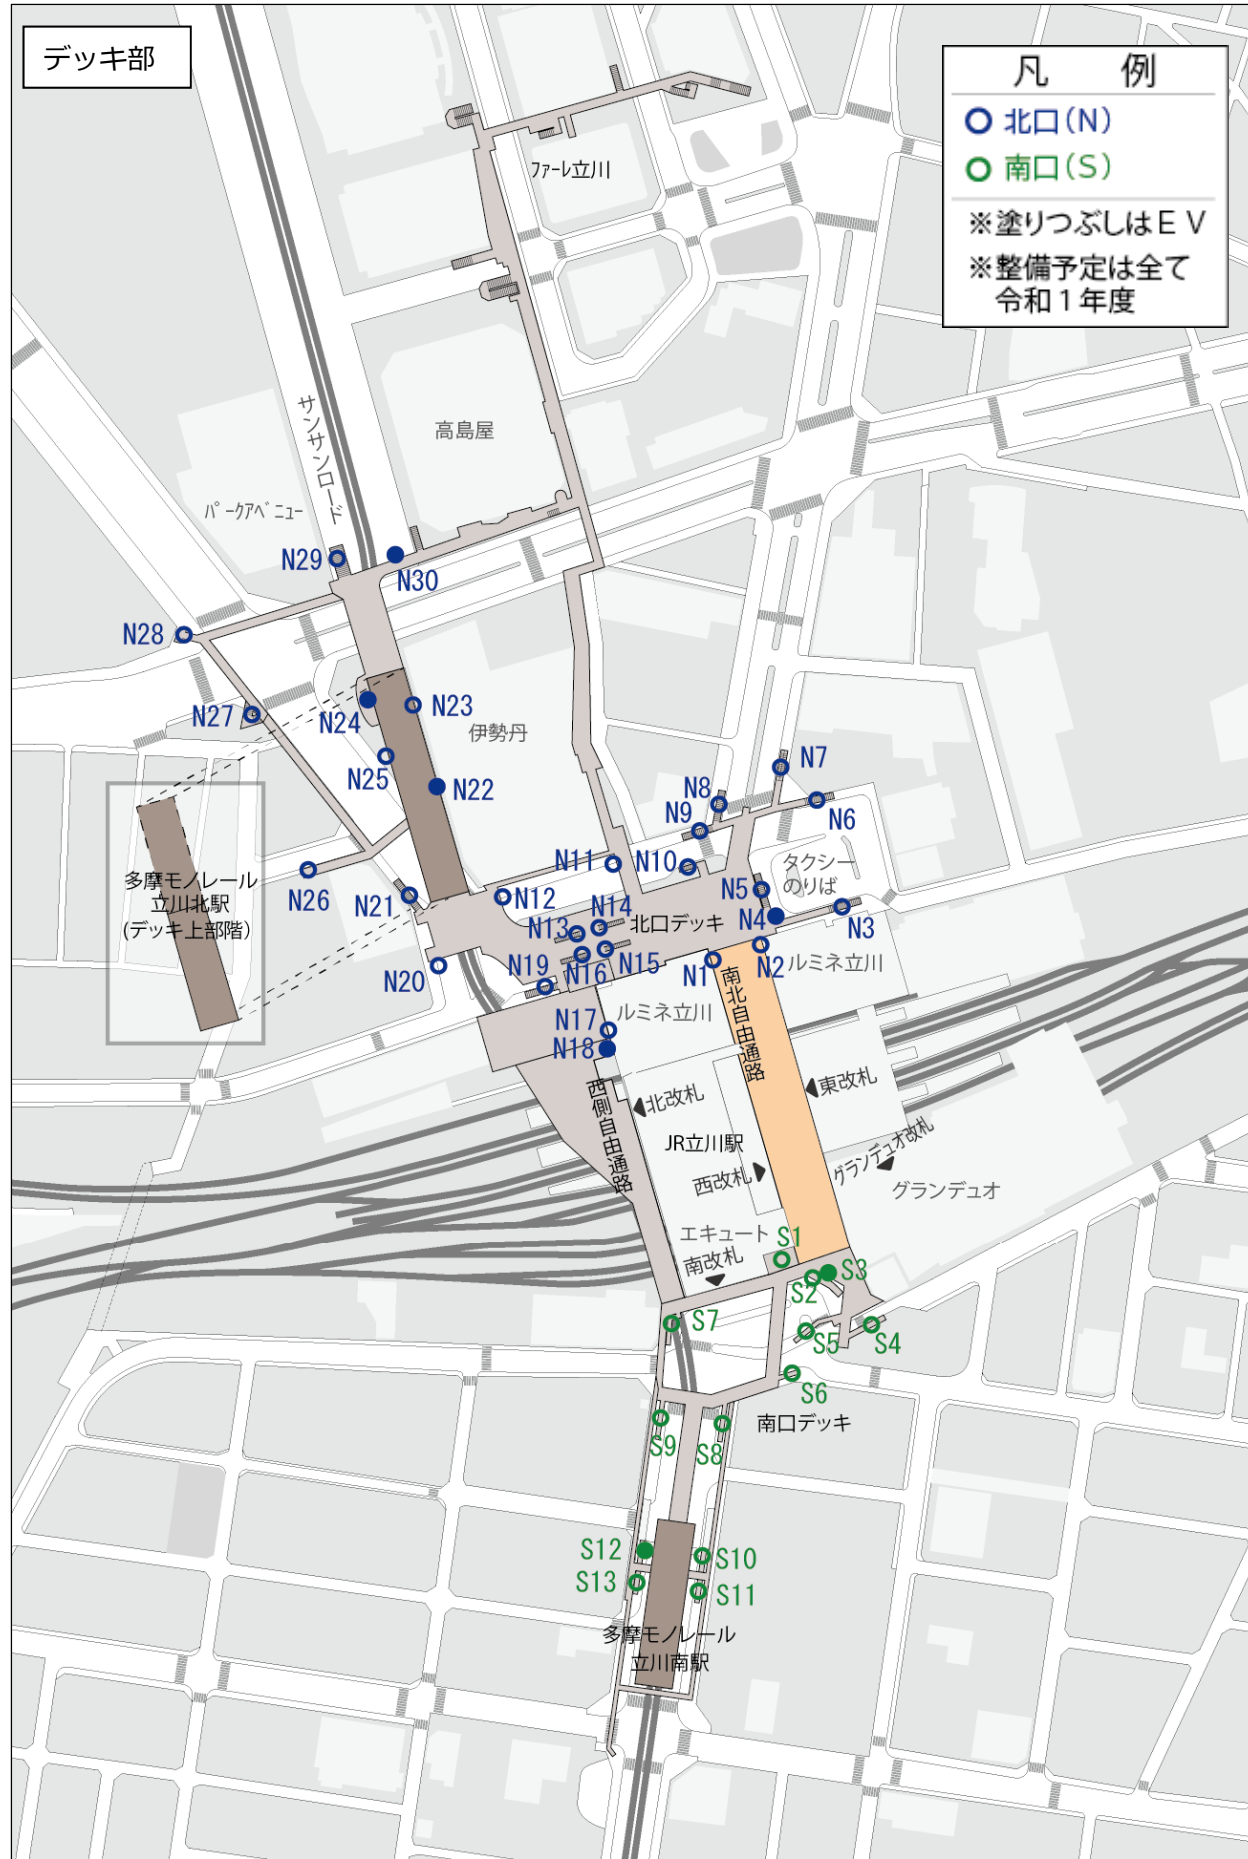 デッキ部
凡 例
北口(N)
南口(S)
※塗りつぶしはEV
※整備予定は全て
令和1年度
ファーレ立川
高島屋
サンサンロード
パークアベニュー
N29
N30
N28
N27
N24
N23
伊勢丹
N25
N22
N7
N8
N9
N6
N11
N10
タクシー
のりば
多摩モノレール
立川北駅
(デッキ上部階)
N26
N21
N12
N5
N14
北口デッキ
N4
N3
N13
N20
N19
N16
N15
N1
N2
ルミネ立川
南北自由通路
ルミネ立川
N17
N18
西側自由通路
北改札
東改札
JR立川駅
西改札
グランデュオ改札
グランデュオ
エキュート
S1
南改札
S3
S2
S7
S5
S4
S6
南口デッキ
S9
S8
S12
S10
S13
S11
多摩モノレール
立川南駅